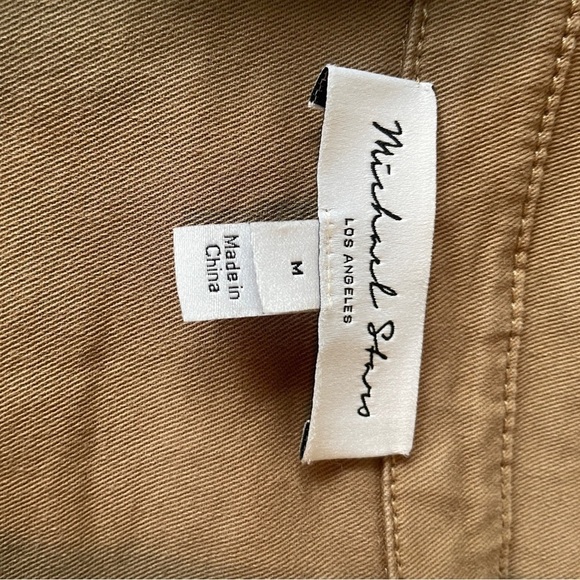 Michael Stars
LOS ANGELES
M
Made in
China